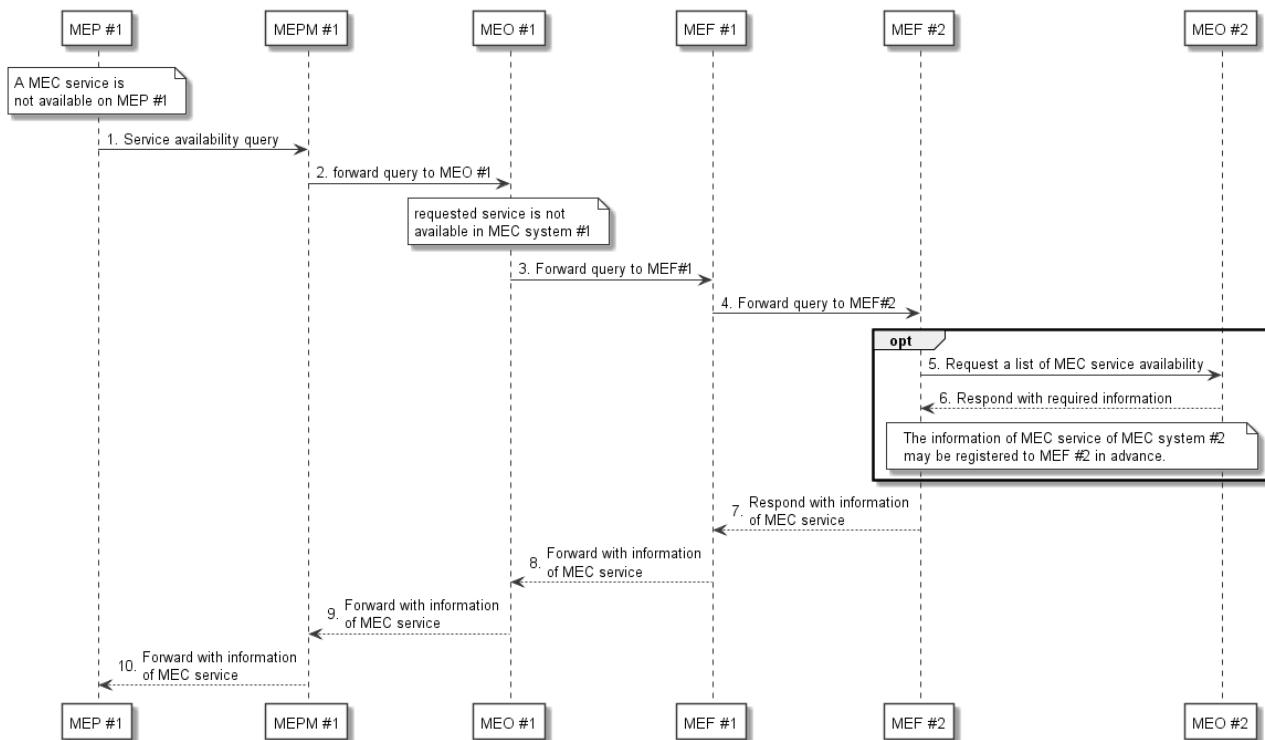 MEP #1
MEPM #1
MEO #1
MEF #1
MEF #2
MEO #2
A MEC service is
not available on MEP #1
1. Service availability query
2. forward query to MEO #1
requested service is not
available in MEC system #1
3. Forward query to MEF#1
4. Forward query to MEF#2
opt
5. Request a list of MEC service availability
6. Respond with required information
The information of MEC service of MEC system #2
may be registered to MEF #2 in advance.
7. Respond with information
of MEC service
8. Forward with information
of MEC service
9. Forward with information
of MEC service
10. Forward with information
of MEC service
MEP #1
MEPM #1
MEO #1
MEF #1
MEF #2
MEO #2